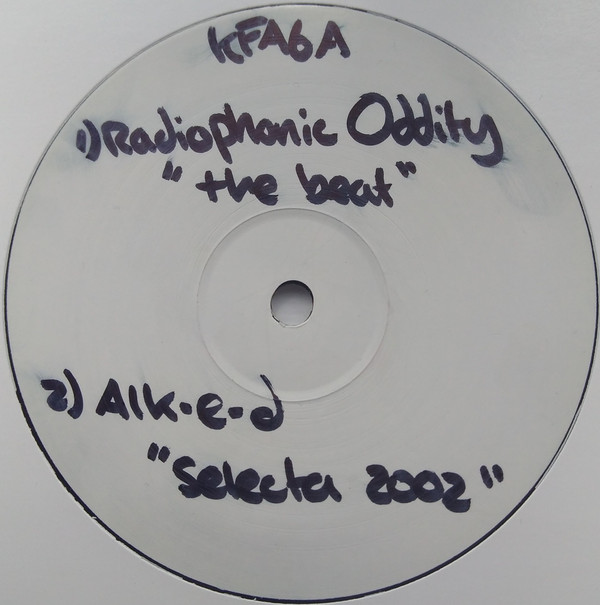 KFA6A
1) Radiophonic Oddity
"the beat"
2) Alk-e-d
"Selecta 2002"